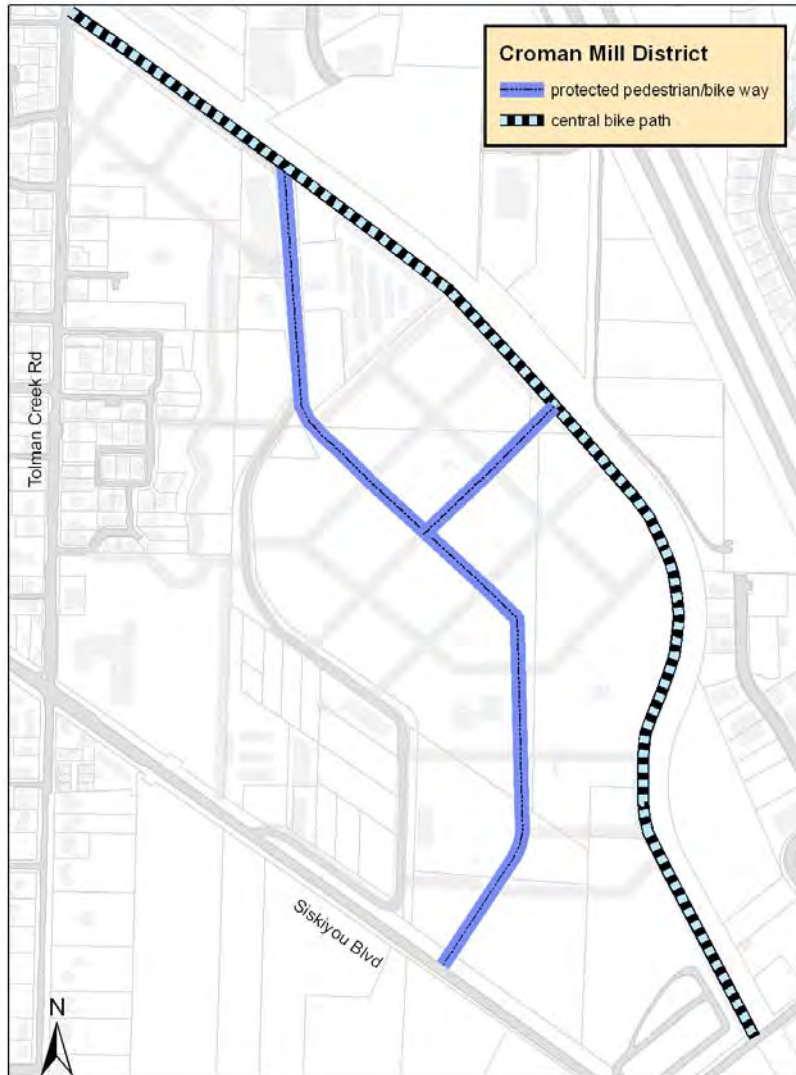 Croman Mill District
protected pedestrian/bike way
central bike path
Tolman Creek Rd
Siskiyou Blvd
N